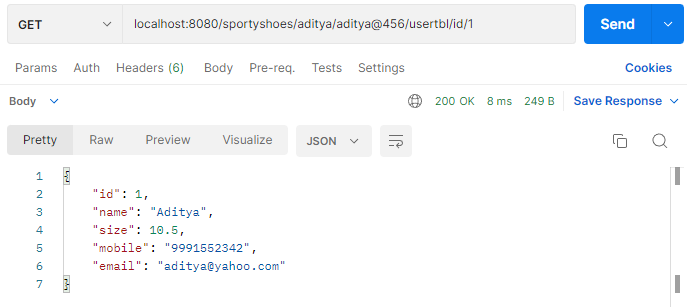 GET localhost:8080/sportyshoes/aditya/aditya@456/usertbl/id/1 Send
Params Auth Headers (6) Body Pre-req. Tests Settings Cookies
Body 200 OK 8 ms 249 B Save Response
Pretty Raw Preview Visualize JSON
1 {
2 "id": 1,
3 "name": "Aditya",
4 "size": 10.5,
5 "mobile": "9991552342",
6 "email": "aditya@yahoo.com"
7 }